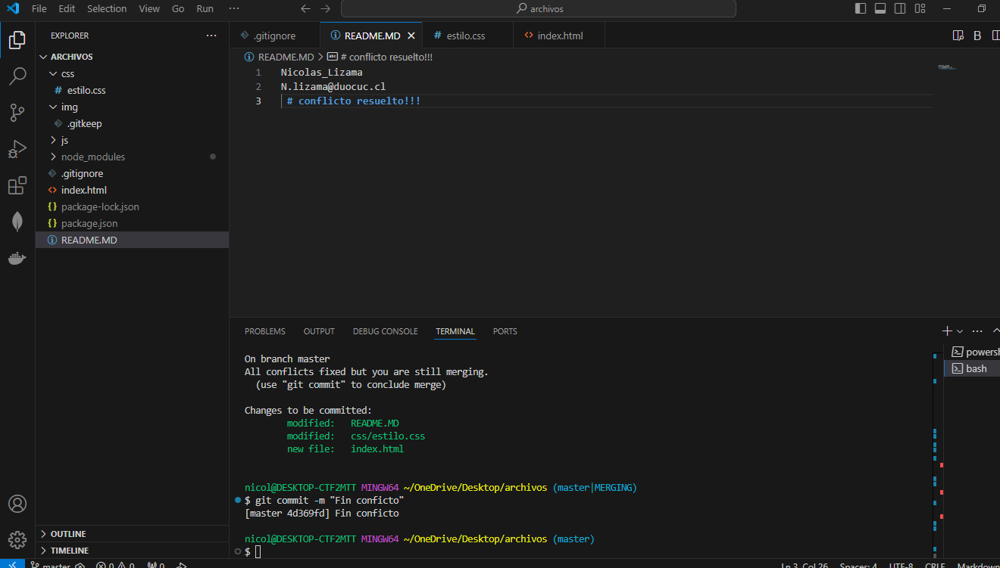 File Edit Selection View Go Run ···
archivos
EXPLORER ···
ARCHIVOS
css
# estilo.css
img
.gitkeep
js
node_modules
.gitignore
<> index.html
{} package-lock.json
{} package.json
README.MD
OUTLINE
TIMELINE
.gitignore README.MD # estilo.css <> index.html
B
README.MD > abc # conflicto resuelto!!!
1 Nicolas_Lizama
2 N.lizama@duocuc.cl
3 # conflicto resuelto!!!
PROBLEMS OUTPUT DEBUG CONSOLE TERMINAL PORTS
powersh
bash
On branch master
All conflicts fixed but you are still merging.
(use "git commit" to conclude merge)
Changes to be committed:
modified: README.MD
modified: css/estilo.css
new file: index.html
nicol@DESKTOP-CTF2MTT MINGW64 ~/OneDrive/Desktop/archivos (master|MERGING)
$ git commit -m "Fin conficto"
[master 4d369fd] Fin conficto
nicol@DESKTOP-CTF2MTT MINGW64 ~/OneDrive/Desktop/archivos (master)
$
master 0 0 0 Ln 3, Col 26 Spaces: 4 UTF-8 CRLF Markdown